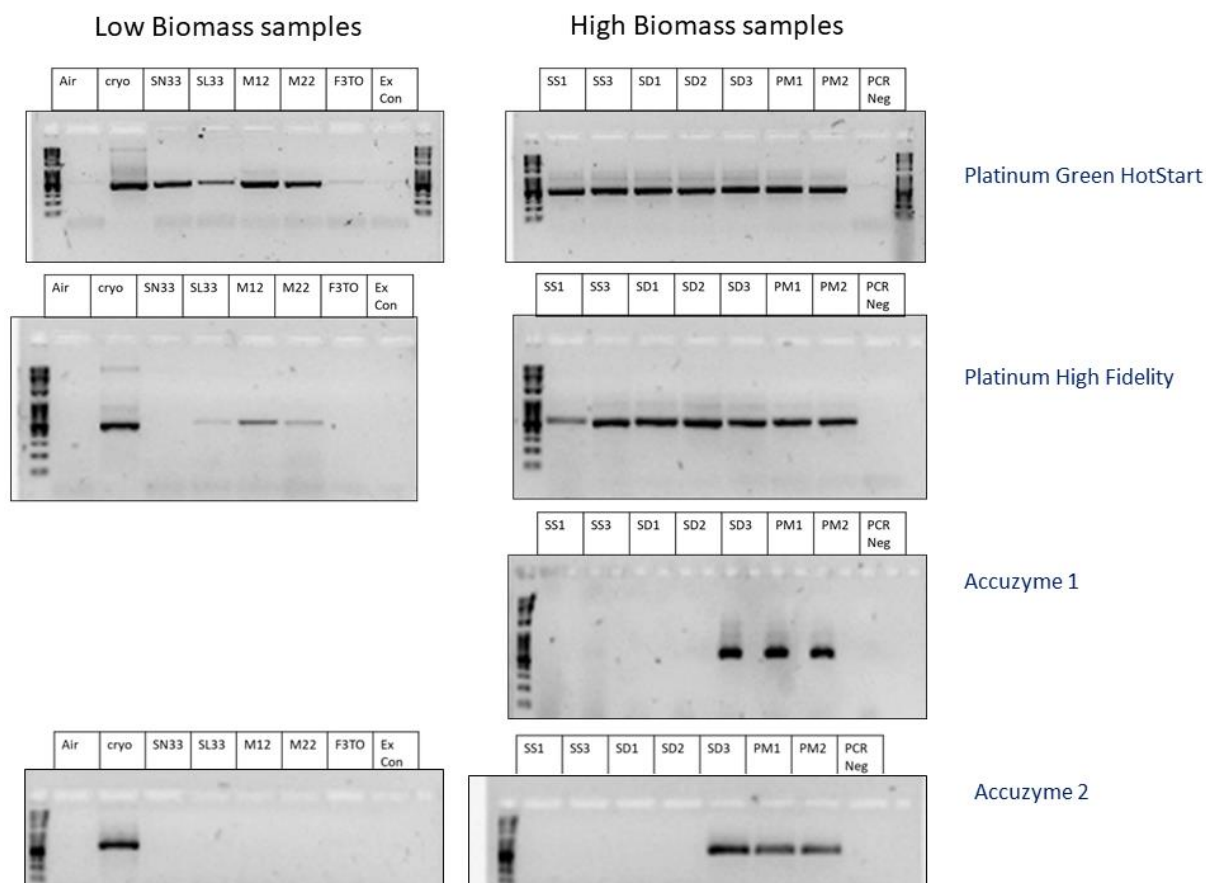 Low Biomass samples
High Biomass samples
Air cryo SN33 SL33 M12 M22 F3TO Ex Con
SS1 SS3 SD1 SD2 SD3 PM1 PM2 PCR Neg
Platinum Green HotStart
Air cryo SN33 SL33 M12 M22 F3TO Ex Con
SS1 SS3 SD1 SD2 SD3 PM1 PM2 PCR Neg
Platinum High Fidelity
SS1 SS3 SD1 SD2 SD3 PM1 PM2 PCR Neg
Accuzyme 1
Air cryo SN33 SL33 M12 M22 F3TO Ex Con
SS1 SS3 SD1 SD2 SD3 PM1 PM2 PCR Neg
Accuzyme 2